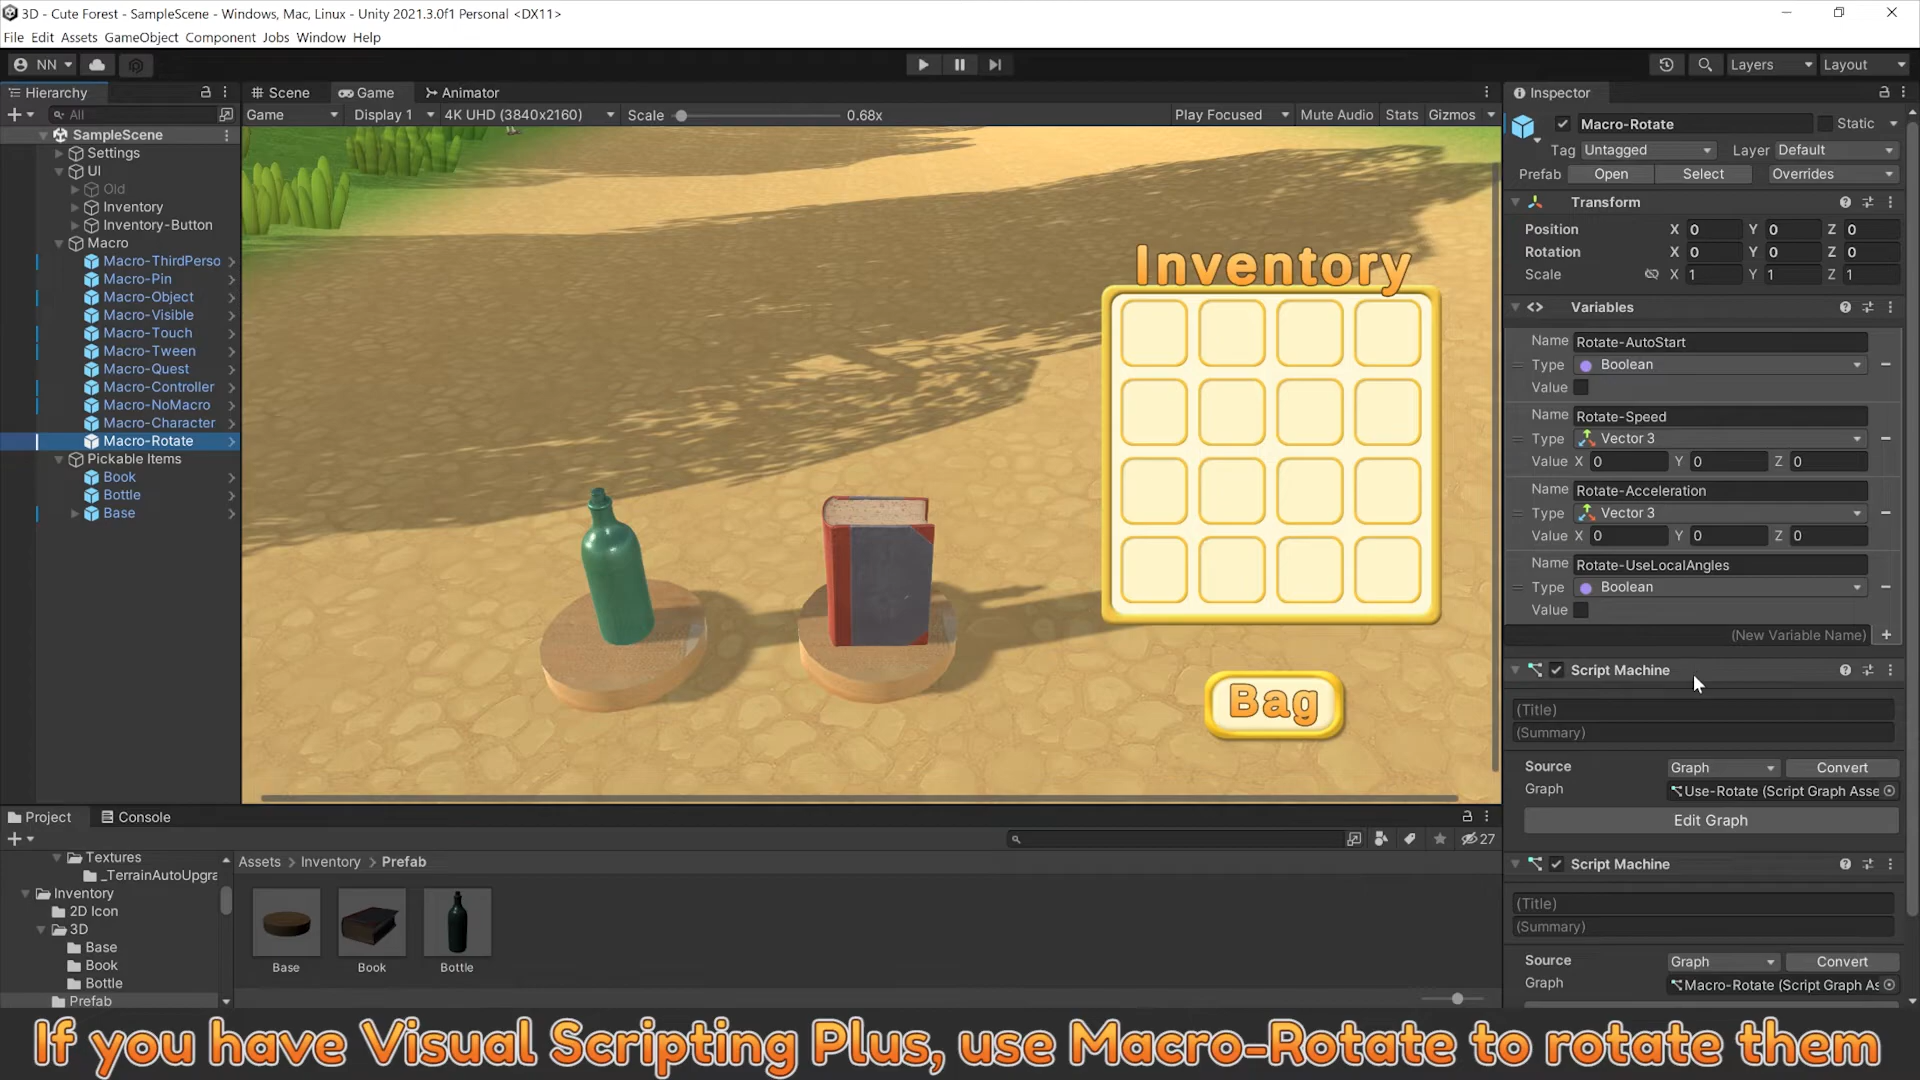 3D - Cute Forest - SampleScene - Windows, Mac, Linux - Unity 2021.3.0f1 Personal <DX11>
File Edit Assets GameObject Component Jobs Window Help
NN
Layers
Layout
Hierarchy
All
SampleScene
Settings
UI
Old
Inventory
Inventory-Button
Macro
Macro-ThirdPerso
Macro-Pin
Macro-Object
Macro-Visible
Macro-Touch
Macro-Tween
Macro-Quest
Macro-Controller
Macro-NoMacro
Macro-Character
Macro-Rotate
Pickable Items
Book
Bottle
Base
Scene Game Animator
Game Display 1 4K UHD (3840x2160) Scale 0.68x Play Focused Mute Audio Stats Gizmos
Inventory
Bag
Inspector
Macro-Rotate Static
Tag Untagged Layer Default
Prefab Open Select Overrides
Transform
Position X 0 Y 0 Z 0
Rotation X 0 Y 0 Z 0
Scale X 1 Y 1 Z 1
Variables
Name Rotate-AutoStart
Type Boolean
Value
Name Rotate-Speed
Type Vector 3
Value X 0 Y 0 Z 0
Name Rotate-Acceleration
Type Vector 3
Value X 0 Y 0 Z 0
Name Rotate-UseLocalAngles
Type Boolean
Value
(New Variable Name)
Script Machine
(Title)
(Summary)
Source Graph Convert
Graph Use-Rotate (Script Graph Asse
Edit Graph
Script Machine
(Title)
(Summary)
Source Graph Convert
Graph Macro-Rotate (Script Graph As
Project Console
27
Textures
_TerrainAutoUpgra
Inventory
2D Icon
3D
Base
Book
Bottle
Prefab
Assets > Inventory > Prefab
Base Book Bottle
If you have Visual Scripting Plus, use Macro-Rotate to rotate them